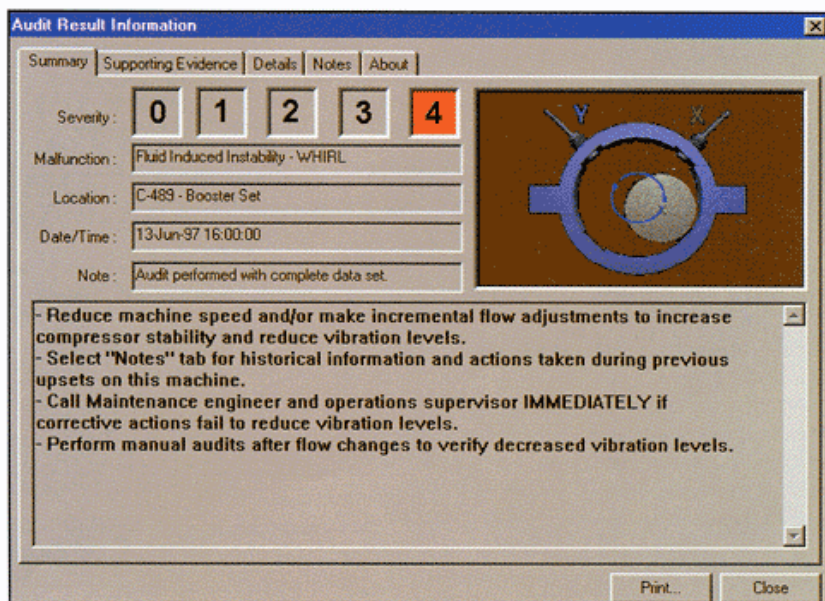 Audit Result Information
Summary Supporting Evidence Details Notes About
Severity : 0 1 2 3 4
Malfunction : Fluid Induced Instability - WHIRL
Location : C-489 - Booster Set
Date/Time : 13-Jun-97 16:00:00
Note : Audit performed with complete data set.
Y X
- Reduce machine speed and/or make incremental flow adjustments to increase
compressor stability and reduce vibration levels.
- Select "Notes" tab for historical information and actions taken during previous
upsets on this machine.
- Call Maintenance engineer and operations supervisor IMMEDIATELY if
corrective actions fail to reduce vibration levels.
- Perform manual audits after flow changes to verify decreased vibration levels.
Print... Close